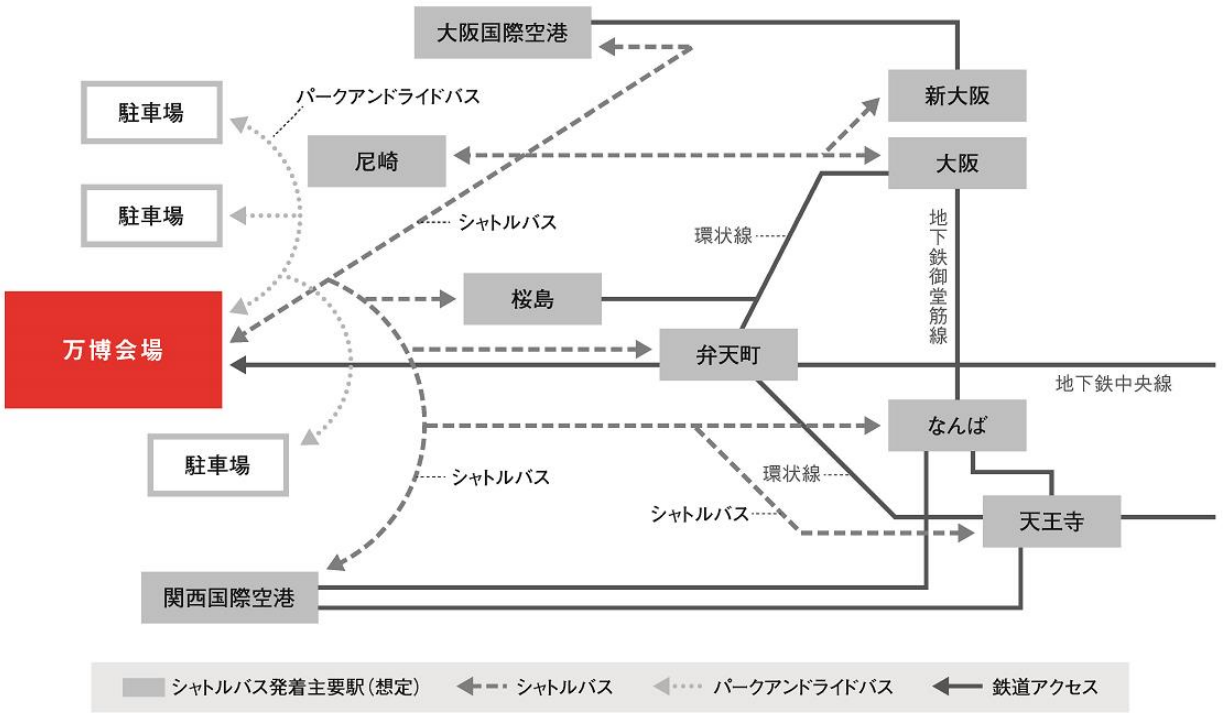 大阪国際空港
駐車場
パークアンドライドバス
新大阪
尼崎
大阪
駐車場
シャトルバス
環状線
地下鉄御堂筋線
桜島
万博会場
弁天町
地下鉄中央線
なんば
駐車場
シャトルバス
環状線
シャトルバス
天王寺
関西国際空港
シャトルバス発着主要駅(想定)
シャトルバス
パークアンドライドバス
鉄道アクセス